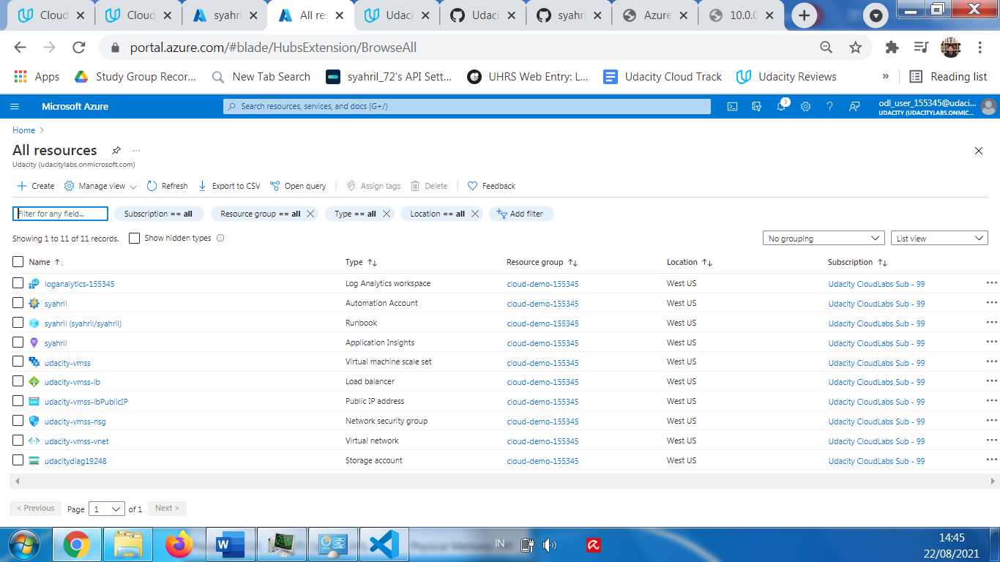 Cloud Cloud syahri All res Udaci Udaci syahri Azure 10.0.0
portal.azure.com/#blade/HubsExtension/BrowseAll
Apps Study Group Recor... New Tab Search syahril_72's API Sett... UHRS Web Entry: L... Udacity Cloud Track Udacity Reviews » Reading list
Microsoft Azure Search resources, services, and docs (G+/) 3 odl_user_155345@udaci...
UDACITY (UDACITYLABS.ONMIC...
Home >
All resources ...
Udacity (udacitylabs.onmicrosoft.com)
Create Manage view Refresh Export to CSV Open query Assign tags Delete Feedback
Filter for any field... Subscription == all Resource group == all Type == all Location == all Add filter
Showing 1 to 11 of 11 records. Show hidden types No grouping List view
Name Type Resource group Location Subscription
loganalytics-155345 Log Analytics workspace cloud-demo-155345 West US Udacity CloudLabs Sub - 99
syahril Automation Account cloud-demo-155345 West US Udacity CloudLabs Sub - 99
syahril (syahril/syahril) Runbook cloud-demo-155345 West US Udacity CloudLabs Sub - 99
syahril Application Insights cloud-demo-155345 West US Udacity CloudLabs Sub - 99
udacity-vmss Virtual machine scale set cloud-demo-155345 West US Udacity CloudLabs Sub - 99
udacity-vmss-lb Load balancer cloud-demo-155345 West US Udacity CloudLabs Sub - 99
udacity-vmss-lbPublicIP Public IP address cloud-demo-155345 West US Udacity CloudLabs Sub - 99
udacity-vmss-nsg Network security group cloud-demo-155345 West US Udacity CloudLabs Sub - 99
udacity-vmss-vnet Virtual network cloud-demo-155345 West US Udacity CloudLabs Sub - 99
udacitydiag19248 Storage account cloud-demo-155345 West US Udacity CloudLabs Sub - 99
< Previous Page 1 of 1 Next >
IN 14:45
22/08/2021